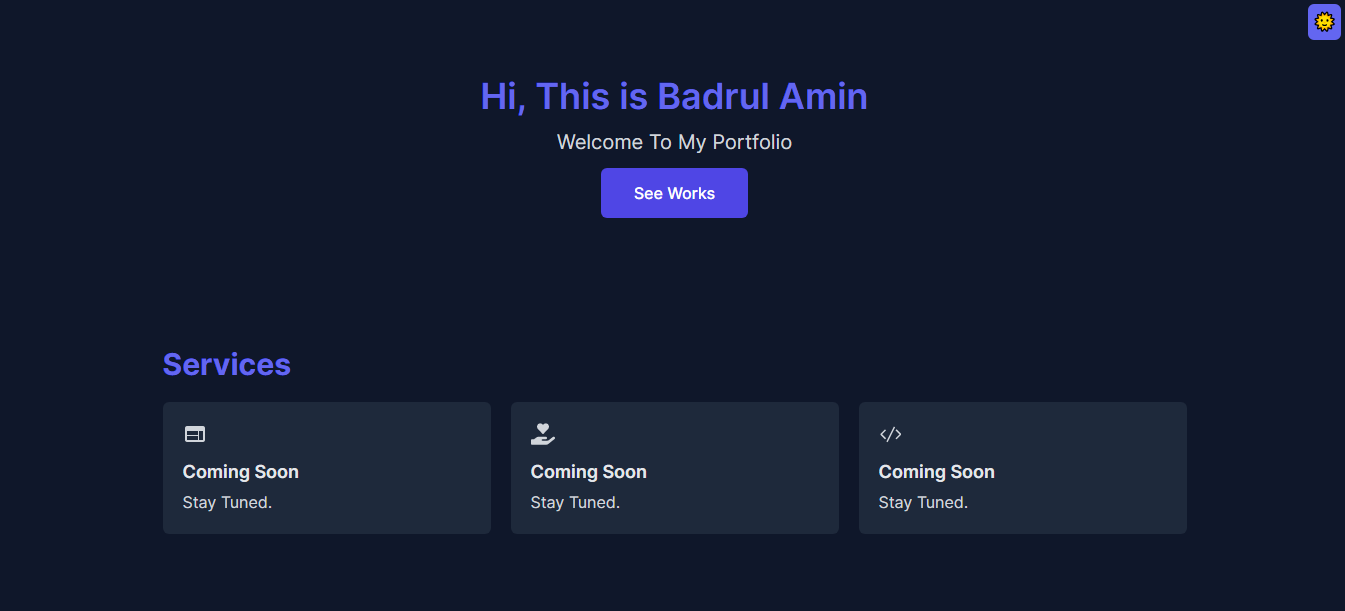 Hi, This is Badrul Amin
Welcome To My Portfolio
See Works
Services
Coming Soon
Stay Tuned.
Coming Soon
Stay Tuned.
Coming Soon
Stay Tuned.